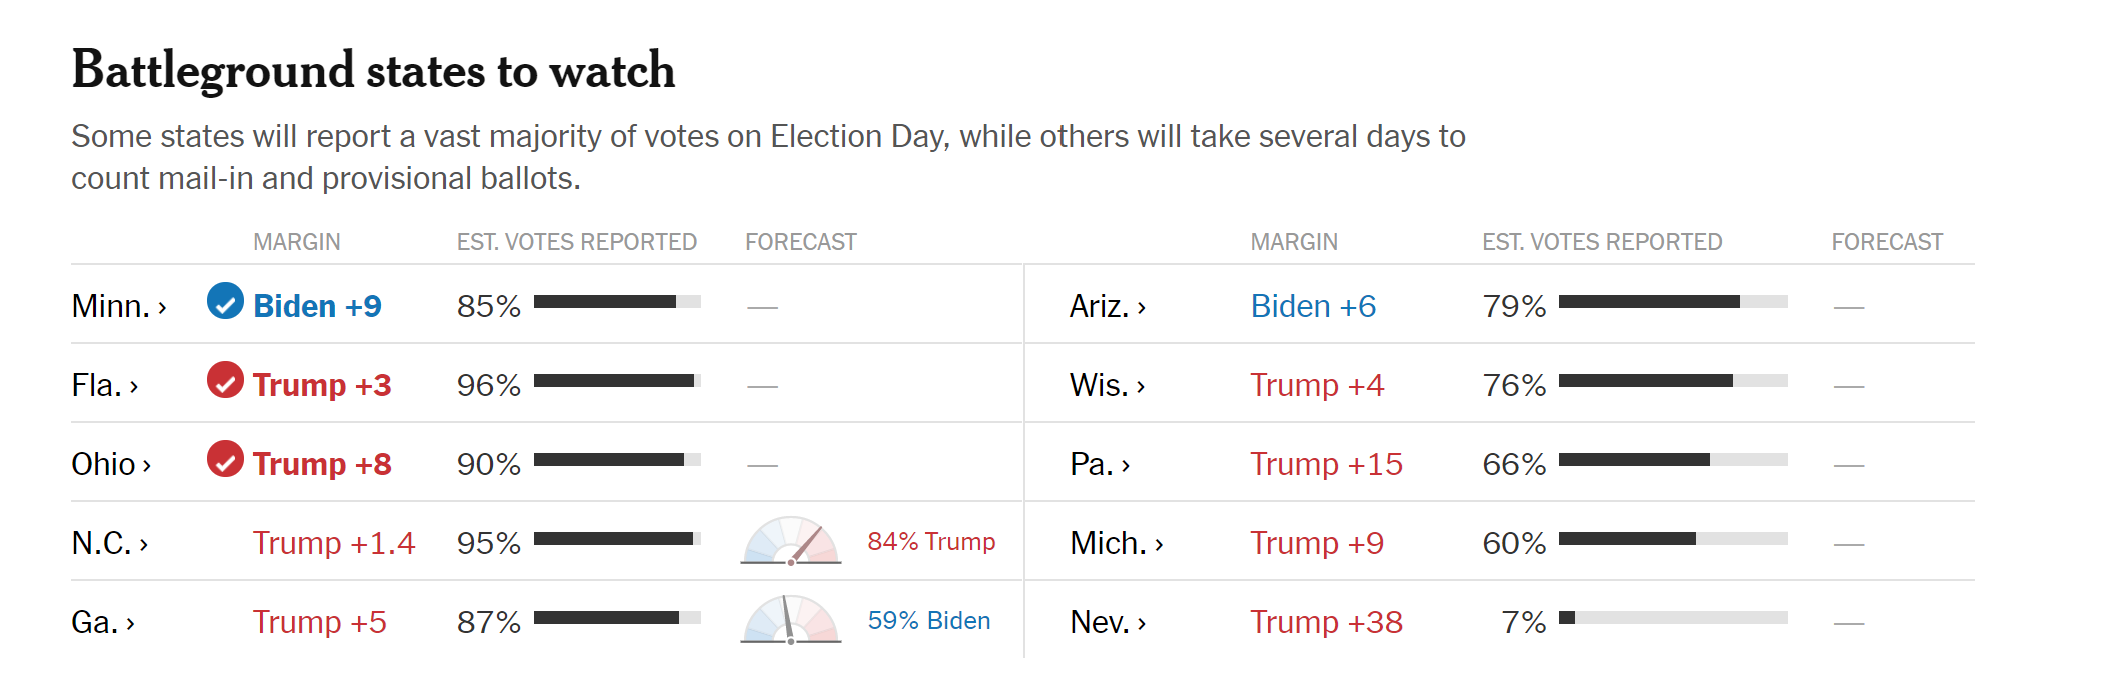 Battleground states to watch
Some states will report a vast majority of votes on Election Day, while others will take several days to
count mail-in and provisional ballots.
MARGIN EST. VOTES REPORTED FORECAST
Minn. › Biden +9 85% —
Fla. › Trump +3 96% —
Ohio › Trump +8 90% —
N.C. › Trump +1.4 95% 84% Trump
Ga. › Trump +5 87% 59% Biden
MARGIN EST. VOTES REPORTED FORECAST
Ariz. › Biden +6 79% —
Wis. › Trump +4 76% —
Pa. › Trump +15 66% —
Mich. › Trump +9 60% —
Nev. › Trump +38 7% —